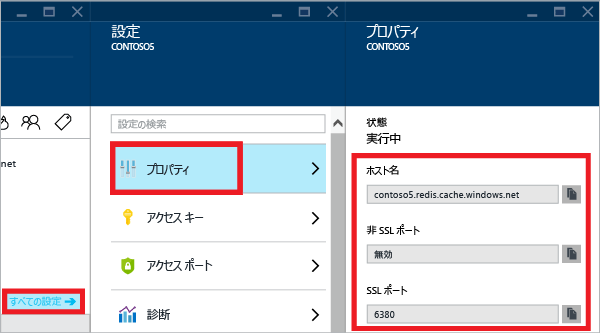 net
すべての設定
設定
CONTOSO5
設定の検索
プロパティ
アクセス キー
アクセス ポート
診断
プロパティ
CONTOSO5
状態
実行中
ホスト名
contoso5.redis.cache.windows.net
非 SSL ポート
無効
SSL ポート
6380